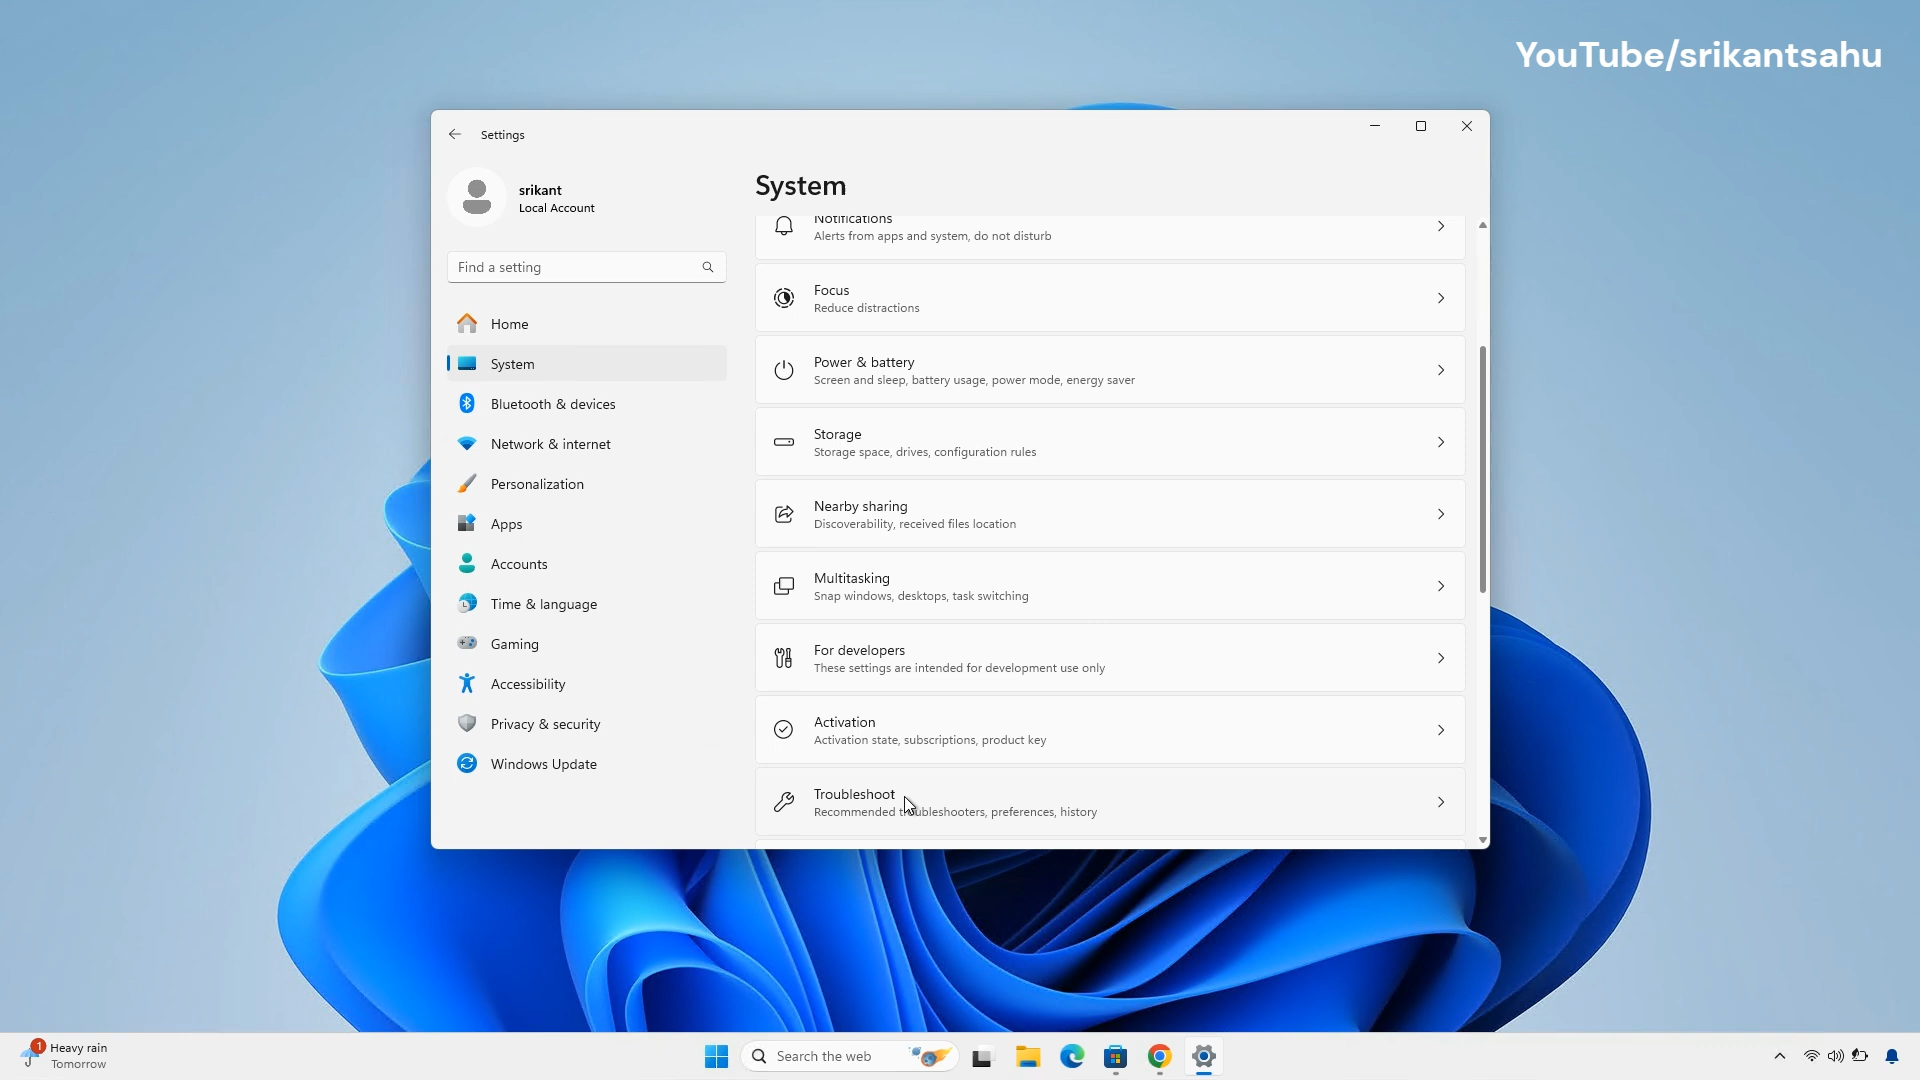 YouTube/srikantsahu
Settings
srikant
Local Account
Find a setting
Home
System
Bluetooth & devices
Network & internet
Personalization
Apps
Accounts
Time & language
Gaming
Accessibility
Privacy & security
Windows Update
System
Notifications
Alerts from apps and system, do not disturb
Focus
Reduce distractions
Power & battery
Screen and sleep, battery usage, power mode, energy saver
Storage
Storage space, drives, configuration rules
Nearby sharing
Discoverability, received files location
Multitasking
Snap windows, desktops, task switching
For developers
These settings are intended for development use only
Activation
Activation state, subscriptions, product key
Troubleshoot
Recommended troubleshooters, preferences, history
1
Heavy rain
Tomorrow
Search the web